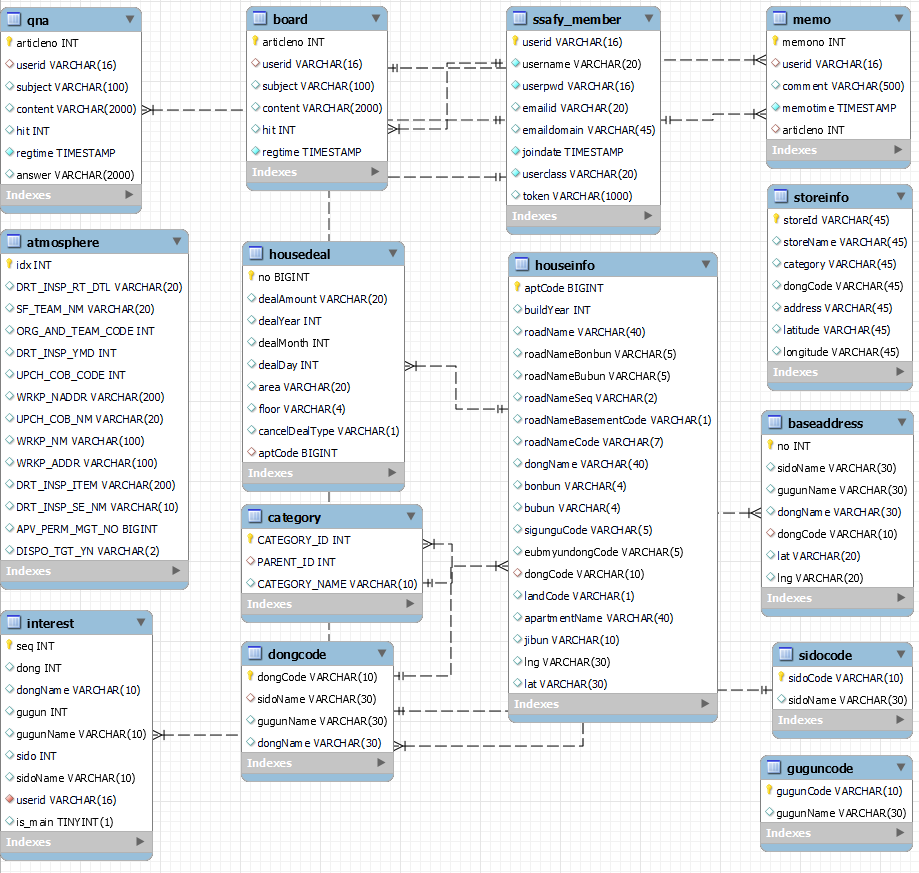 qna
articleno INT
userid VARCHAR(16)
subject VARCHAR(100)
content VARCHAR(2000)
hit INT
regtime TIMESTAMP
answer VARCHAR(2000)
Indexes
board
articleno INT
userid VARCHAR(16)
subject VARCHAR(100)
content VARCHAR(2000)
hit INT
regtime TIMESTAMP
Indexes
ssafy_member
userid VARCHAR(16)
username VARCHAR(20)
userpwd VARCHAR(16)
emailid VARCHAR(20)
emaildomain VARCHAR(45)
joindate TIMESTAMP
userclass VARCHAR(20)
token VARCHAR(1000)
Indexes
memo
memono INT
userid VARCHAR(16)
comment VARCHAR(500)
memotime TIMESTAMP
articleno INT
Indexes
storeinfo
storeId VARCHAR(45)
storeName VARCHAR(45)
category VARCHAR(45)
dongCode VARCHAR(45)
address VARCHAR(45)
latitude VARCHAR(45)
longitude VARCHAR(45)
Indexes
atmosphere
idx INT
DRT_INSP_RT_DTL VARCHAR(20)
SF_TEAM_NM VARCHAR(20)
ORG_AND_TEAM_CODE INT
DRT_INSP_YMD INT
UPCH_COB_CODE INT
WRKP_NADDR VARCHAR(200)
UPCH_COB_NM VARCHAR(20)
WRKP_NM VARCHAR(100)
WRKP_ADDR VARCHAR(100)
DRT_INSP_ITEM VARCHAR(200)
DRT_INSP_SE_NM VARCHAR(10)
APV_PERM_MGT_NO BIGINT
DISPO_TGT_YN VARCHAR(2)
Indexes
housedeal
no BIGINT
dealAmount VARCHAR(20)
dealYear INT
dealMonth INT
dealDay INT
area VARCHAR(20)
floor VARCHAR(4)
cancelDealType VARCHAR(1)
aptCode BIGINT
Indexes
houseinfo
aptCode BIGINT
buildYear INT
roadName VARCHAR(40)
roadNameBonbun VARCHAR(5)
roadNameBubun VARCHAR(5)
roadNameSeq VARCHAR(2)
roadNameBasementCode VARCHAR(1)
roadNameCode VARCHAR(7)
dongName VARCHAR(40)
bonbun VARCHAR(4)
bubun VARCHAR(4)
sigunguCode VARCHAR(5)
eubmyundongCode VARCHAR(5)
dongCode VARCHAR(10)
landCode VARCHAR(1)
apartmentName VARCHAR(40)
jibun VARCHAR(10)
lng VARCHAR(30)
lat VARCHAR(30)
Indexes
baseaddress
no INT
sidoName VARCHAR(30)
gugunName VARCHAR(30)
dongName VARCHAR(30)
dongCode VARCHAR(10)
lat VARCHAR(20)
lng VARCHAR(20)
Indexes
category
CATEGORY_ID INT
PARENT_ID INT
CATEGORY_NAME VARCHAR(10)
Indexes
interest
seq INT
dong INT
dongName VARCHAR(10)
gugun INT
gugunName VARCHAR(10)
sido INT
sidoName VARCHAR(10)
userid VARCHAR(16)
is_main TINYINT(1)
Indexes
dongcode
dongCode VARCHAR(10)
sidoName VARCHAR(30)
gugunName VARCHAR(30)
dongName VARCHAR(30)
Indexes
sidocode
sidoCode VARCHAR(10)
sidoName VARCHAR(30)
Indexes
guguncode
gugunCode VARCHAR(10)
gugunName VARCHAR(30)
Indexes